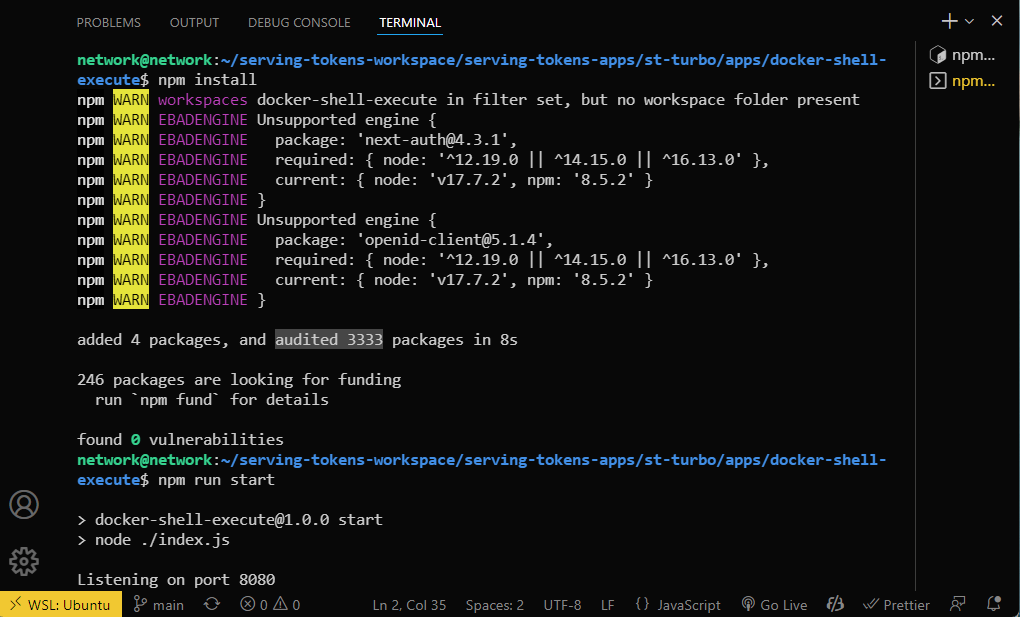 PROBLEMS OUTPUT DEBUG CONSOLE TERMINAL
network@network:~/serving-tokens-workspace/serving-tokens-apps/st-turbo/apps/docker-shell-
execute$ npm install
npm WARN workspaces docker-shell-execute in filter set, but no workspace folder present
npm WARN EBADENGINE Unsupported engine {
npm WARN EBADENGINE   package: 'next-auth@4.3.1',
npm WARN EBADENGINE   required: { node: '^12.19.0 || ^14.15.0 || ^16.13.0' },
npm WARN EBADENGINE   current: { node: 'v17.7.2', npm: '8.5.2' }
npm WARN EBADENGINE }
npm WARN EBADENGINE Unsupported engine {
npm WARN EBADENGINE   package: 'openid-client@5.1.4',
npm WARN EBADENGINE   required: { node: '^12.19.0 || ^14.15.0 || ^16.13.0' },
npm WARN EBADENGINE   current: { node: 'v17.7.2', npm: '8.5.2' }
npm WARN EBADENGINE }
added 4 packages, and audited 3333 packages in 8s
246 packages are looking for funding
  run `npm fund` for details
found 0 vulnerabilities
network@network:~/serving-tokens-workspace/serving-tokens-apps/st-turbo/apps/docker-shell-
execute$ npm run start
> docker-shell-execute@1.0.0 start
> node ./index.js
Listening on port 8080
npm...
npm...
WSL: Ubuntu main 0 0 Ln 2, Col 35 Spaces: 2 UTF-8 LF {} JavaScript Go Live Prettier